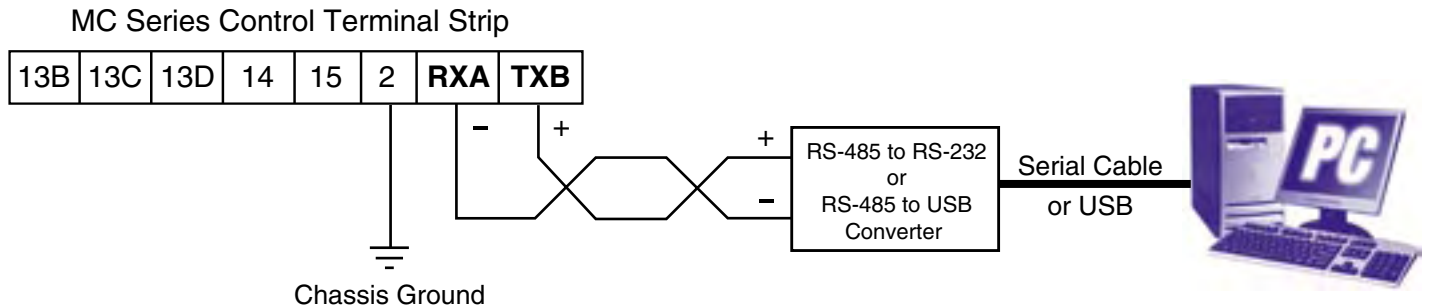 MC Series Control Terminal Strip
13B 13C 13D 14 15 2 RXA TXB
– +
+
–
RS-485 to RS-232
or
RS-485 to USB
Converter
Serial Cable
or USB
PC
Chassis Ground